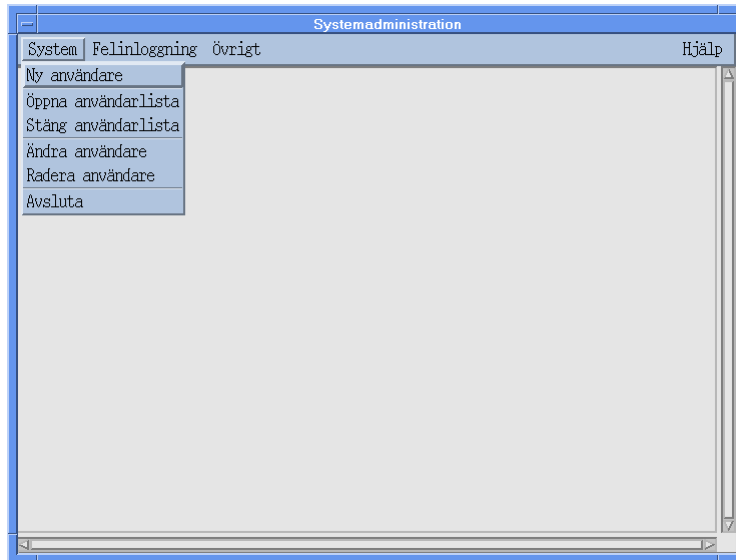 Systemadministration
System Felinloggning Övrigt Hjälp
Ny användare
Öppna användarlista
Stäng användarlista
Ändra användare
Radera användare
Avsluta